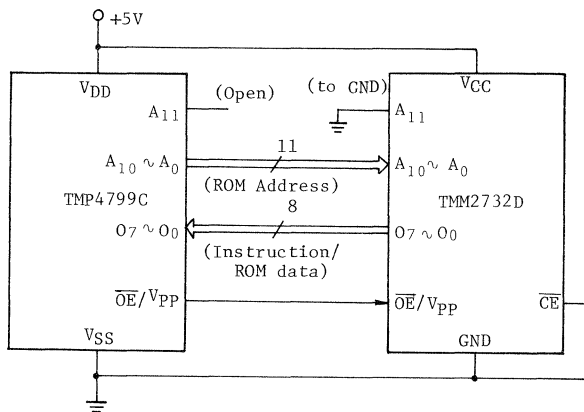 +5V
VDD
A11
(Open)
(to GND)
VCC
A11
A10 ~ A0
11
(ROM Address)
A10 ~ A0
TMP4799C
TMM2732D
O7 ~ O0
8
(Instruction/
ROM data)
O7 ~ O0
OE/VPP
OE/VPP
CE
VSS
GND